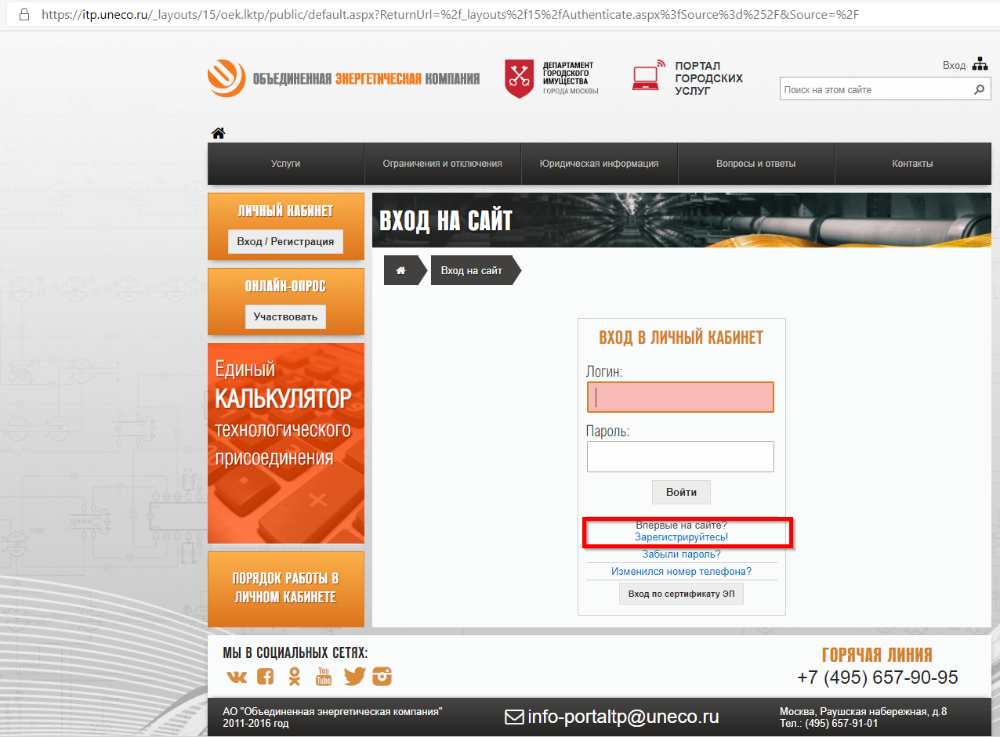 https://itp.uneco.ru/_layouts/15/oek.lktp/public/default.aspx?ReturnUrl=%2f_layouts%2f15%2fAuthenticate.aspx%3fSource%3d%252F&Source=%2F
ОБЪЕДИНЕННАЯ ЭНЕРГЕТИЧЕСКАЯ КОМПАНИЯ
ДЕПАРТАМЕНТ
ГОРОДСКОГО
ИМУЩЕСТВА
ГОРОДА МОСКВЫ
ПОРТАЛ
ГОРОДСКИХ
УСЛУГ
Вход
Поиск на этом сайте
Услуги
Ограничения и отключения
Юридическая информация
Вопросы и ответы
Контакты
ЛИЧНЫЙ КАБИНЕТ
Вход / Регистрация
ОНЛАЙН-ОПРОС
Участвовать
Единый
КАЛЬКУЛЯТОР
технологического
присоединения
ПОРЯДОК РАБОТЫ В
ЛИЧНОМ КАБИНЕТЕ
ВХОД НА САЙТ
Вход на сайт
ВХОД В ЛИЧНЫЙ КАБИНЕТ
Логин:
Пароль:
Войти
Впервые на сайте?
Зарегистрируйтесь!
Забыли пароль?
Изменился номер телефона?
Вход по сертификату ЭП
МЫ В СОЦИАЛЬНЫХ СЕТЯХ:
You
Tube
ГОРЯЧАЯ ЛИНИЯ
+7 (495) 657-90-95
АО "Объединенная энергетическая компания"
2011-2016 год
info-portaltp@uneco.ru
Москва, Раушская набережная, д.8
Тел.: (495) 657-91-01